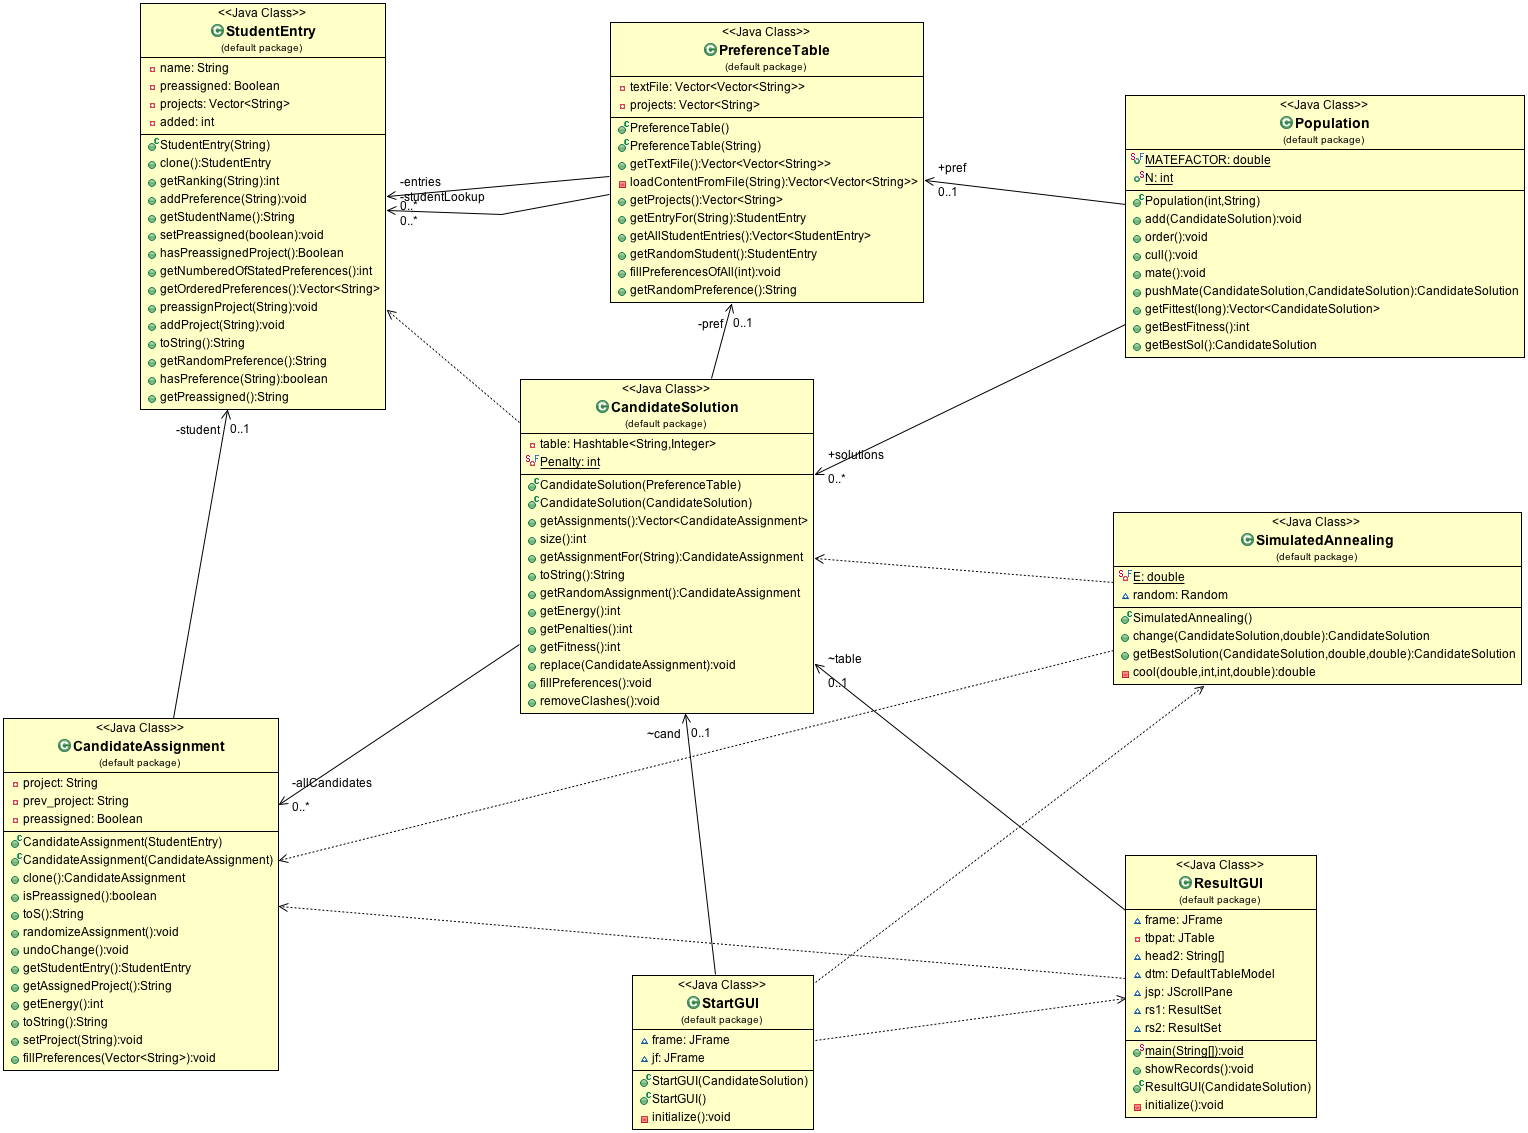 <<Java Class>>
StudentEntry
(default package)
name: String
preassigned: Boolean
projects: Vector<String>
added: int
StudentEntry(String)
clone():StudentEntry
getRanking(String):int
addPreference(String):void
getStudentName():String
setPreassigned(boolean):void
hasPreassignedProject():Boolean
getNumberedOfStatedPreferences():int
getOrderedPreferences():Vector<String>
preassignProject(String):void
addProject(String):void
toString():String
getRandomPreference():String
hasPreference(String):boolean
getPreassigned():String
-entries
0..*
-studentLookup
0..*
<<Java Class>>
PreferenceTable
(default package)
textFile: Vector<Vector<String>>
projects: Vector<String>
PreferenceTable()
PreferenceTable(String)
getTextFile():Vector<Vector<String>>
loadContentFromFile(String):Vector<Vector<String>>
getProjects():Vector<String>
getEntryFor(String):StudentEntry
getAllStudentEntries():Vector<StudentEntry>
getRandomStudent():StudentEntry
fillPreferencesOfAll(int):void
getRandomPreference():String
+pref
0..1
<<Java Class>>
Population
(default package)
MATEFACTOR: double
N: int
Population(int,String)
add(CandidateSolution):void
order():void
cull():void
mate():void
pushMate(CandidateSolution,CandidateSolution):CandidateSolution
getFittest(long):Vector<CandidateSolution>
getBestFitness():int
getBestSol():CandidateSolution
-pref
0..1
-student
0..1
<<Java Class>>
CandidateSolution
(default package)
table: Hashtable<String,Integer>
Penalty: int
CandidateSolution(PreferenceTable)
CandidateSolution(CandidateSolution)
getAssignments():Vector<CandidateAssignment>
size():int
getAssignmentFor(String):CandidateAssignment
toString():String
getRandomAssignment():CandidateAssignment
getEnergy():int
getPenalties():int
getFitness():int
replace(CandidateAssignment):void
fillPreferences():void
removeClashes():void
+solutions
0..*
<<Java Class>>
SimulatedAnnealing
(default package)
E: double
random: Random
SimulatedAnnealing()
change(CandidateSolution,double):CandidateSolution
getBestSolution(CandidateSolution,double,double):CandidateSolution
cool(double,int,int,double):double
~table
0..1
~cand
0..1
-allCandidates
0..*
<<Java Class>>
CandidateAssignment
(default package)
project: String
prev_project: String
preassigned: Boolean
CandidateAssignment(StudentEntry)
CandidateAssignment(CandidateAssignment)
clone():CandidateAssignment
isPreassigned():boolean
toS():String
randomizeAssignment():void
undoChange():void
getStudentEntry():StudentEntry
getAssignedProject():String
getEnergy():int
toString():String
setProject(String):void
fillPreferences(Vector<String>):void
<<Java Class>>
StartGUI
(default package)
frame: JFrame
jf: JFrame
StartGUI(CandidateSolution)
StartGUI()
initialize():void
<<Java Class>>
ResultGUI
(default package)
frame: JFrame
tbpat: JTable
head2: String[]
dtm: DefaultTableModel
jsp: JScrollPane
rs1: ResultSet
rs2: ResultSet
main(String[]):void
showRecords():void
ResultGUI(CandidateSolution)
initialize():void